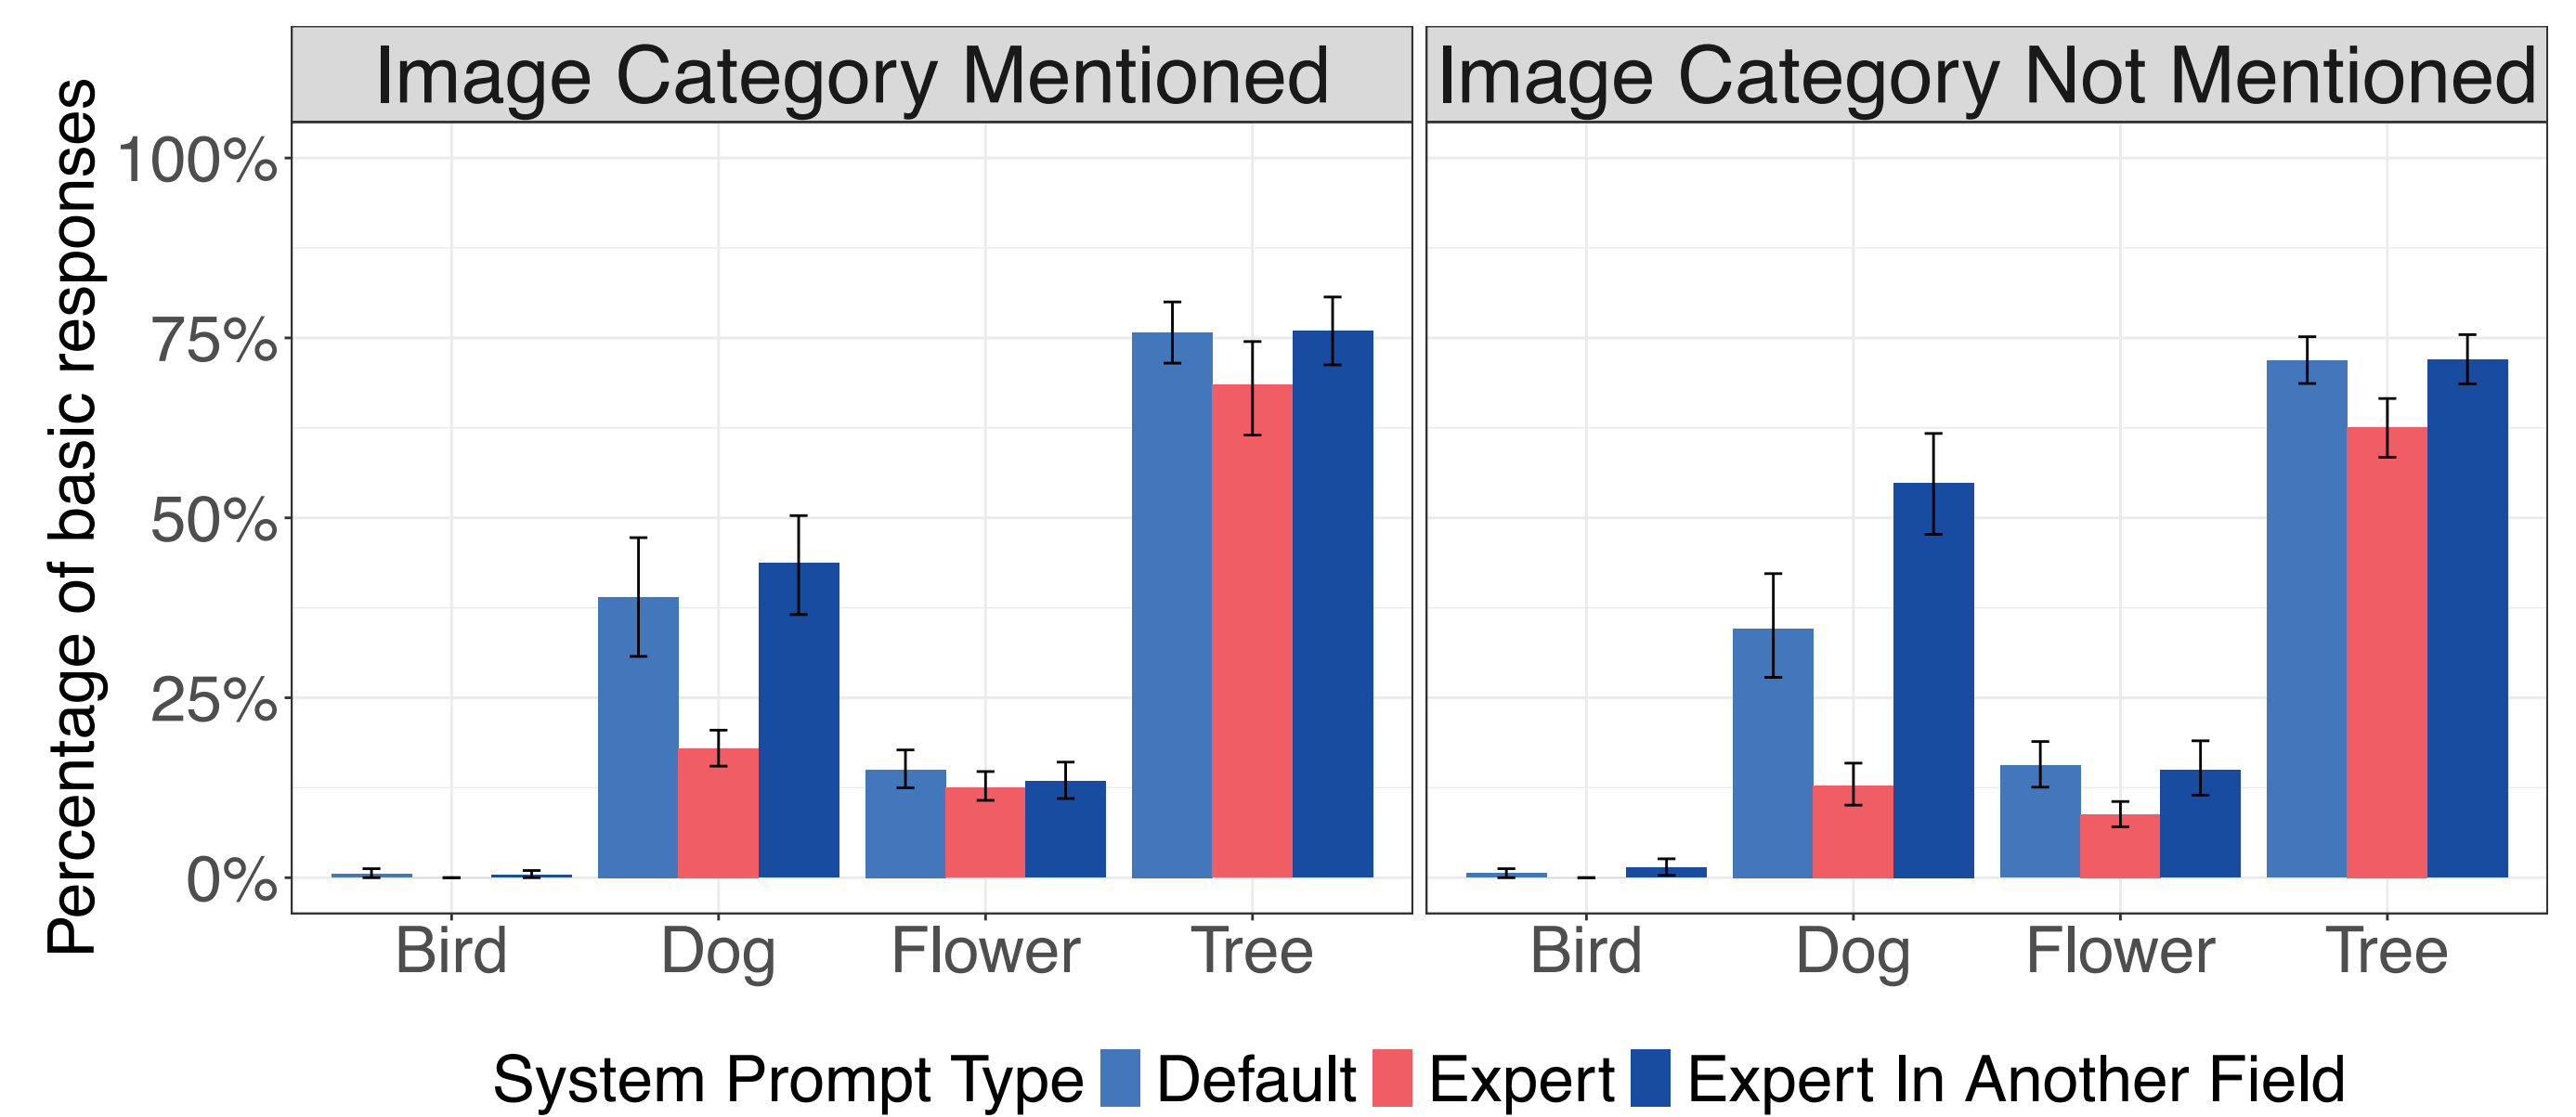 Image Category Mentioned
Image Category Not Mentioned
Percentage of basic responses
100%
75%
50%
25%
0%
Bird Dog Flower Tree
Bird Dog Flower Tree
System Prompt Type Default Expert Expert In Another Field